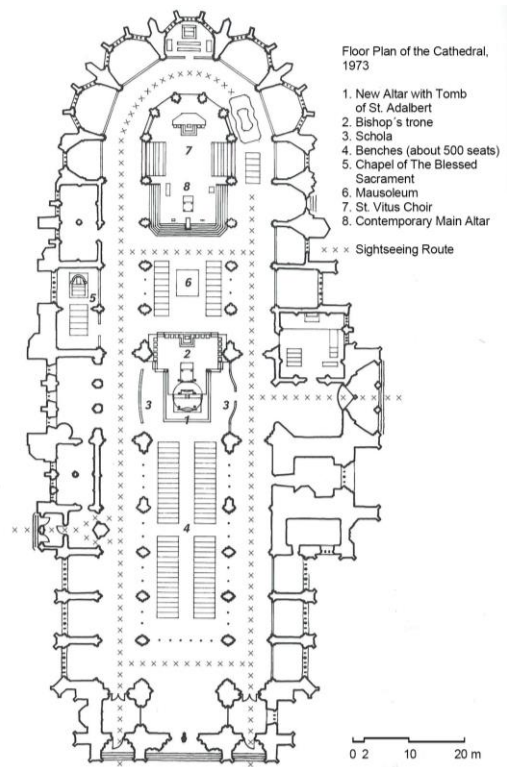 Floor Plan of the Cathedral,
1973
1. New Altar with Tomb
of St. Adalbert
2. Bishop´s trone
3. Schola
4. Benches (about 500 seats)
5. Chapel of The Blessed
Sacrament
6. Mausoleum
7. St. Vitus Choir
8. Contemporary Main Altar
× × × Sightseeing Route
7
8
6
5
2
3
3
1
4
0 2 10 20 m